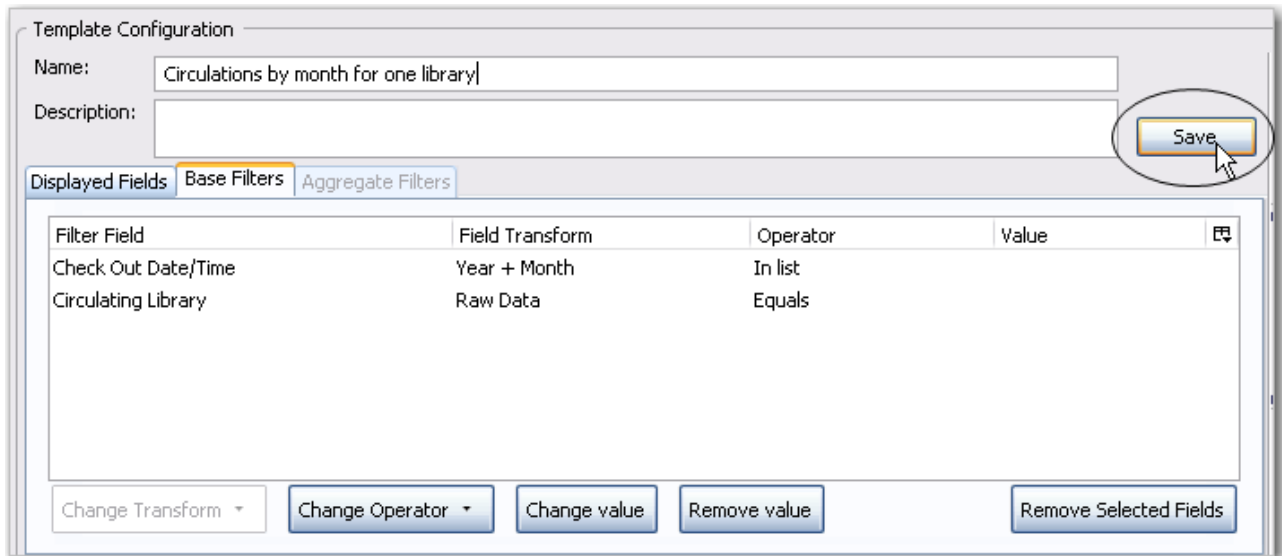 Template Configuration
Name: Circulations by month for one library
Description:
Save
Displayed Fields Base Filters Aggregate Filters
Filter Field Field Transform Operator Value
Check Out Date/Time Year + Month In list
Circulating Library Raw Data Equals
Change Transform Change Operator Change value Remove value Remove Selected Fields